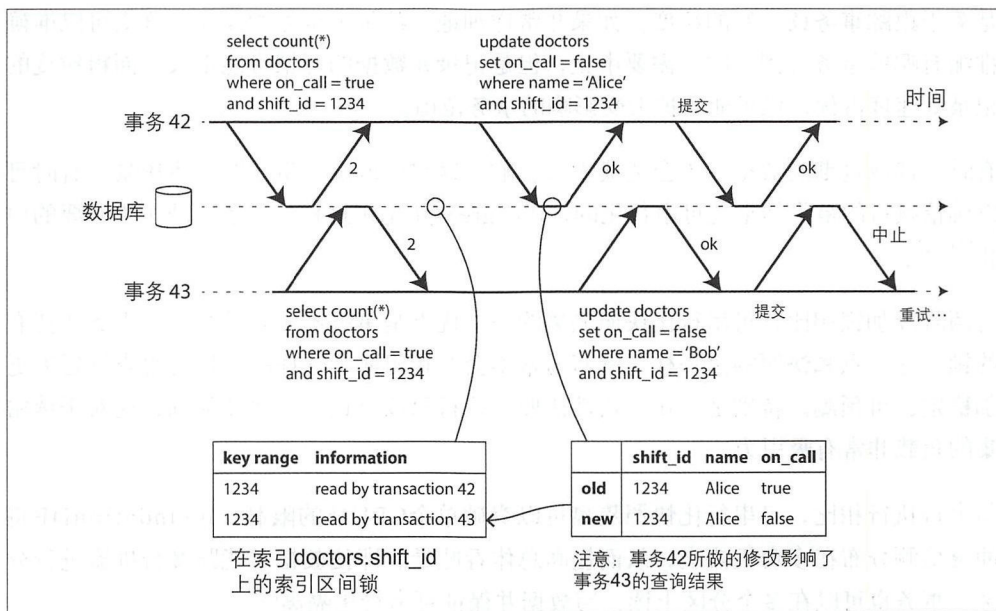 select count(*)
from doctors
where on_call = true
and shift_id = 1234
update doctors
set on_call = false
where name = ‘Alice’
and shift_id = 1234
提交
时间
事务 42
2
ok
ok
数据库
2
ok
中止
事务 43
select count(*)
from doctors
where on_call = true
and shift_id = 1234
update doctors
set on_call = false
where name = ‘Bob’
and shift_id = 1234
提交
重试…
key range information
1234 read by transaction 42
1234 read by transaction 43
在索引doctors.shift_id
上的索引区间锁
shift_id name on_call
old 1234 Alice true
new 1234 Alice false
注意：事务42所做的修改影响了
事务43的查询结果